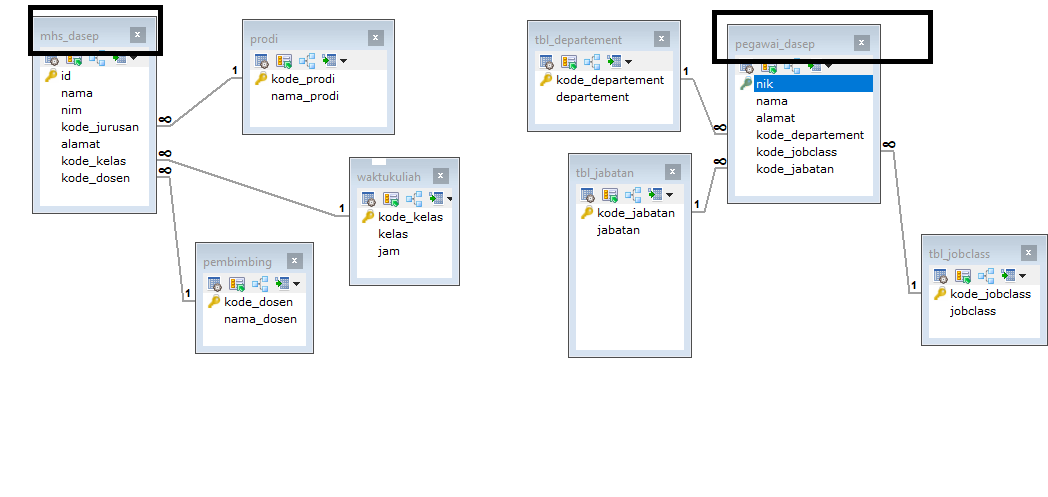 mhs_dasep
id
nama
nim
kode_jurusan
alamat
kode_kelas
kode_dosen
prodi
kode_prodi
nama_prodi
waktukuliah
kode_kelas
kelas
jam
pembimbing
kode_dosen
nama_dosen
tbl_departement
kode_departement
departement
pegawai_dasep
nik
nama
alamat
kode_departement
kode_jobclass
kode_jabatan
tbl_jabatan
kode_jabatan
jabatan
tbl_jobclass
kode_jobclass
jobclass
1
∞
∞
∞
1
1
1
∞
∞
1
∞
1